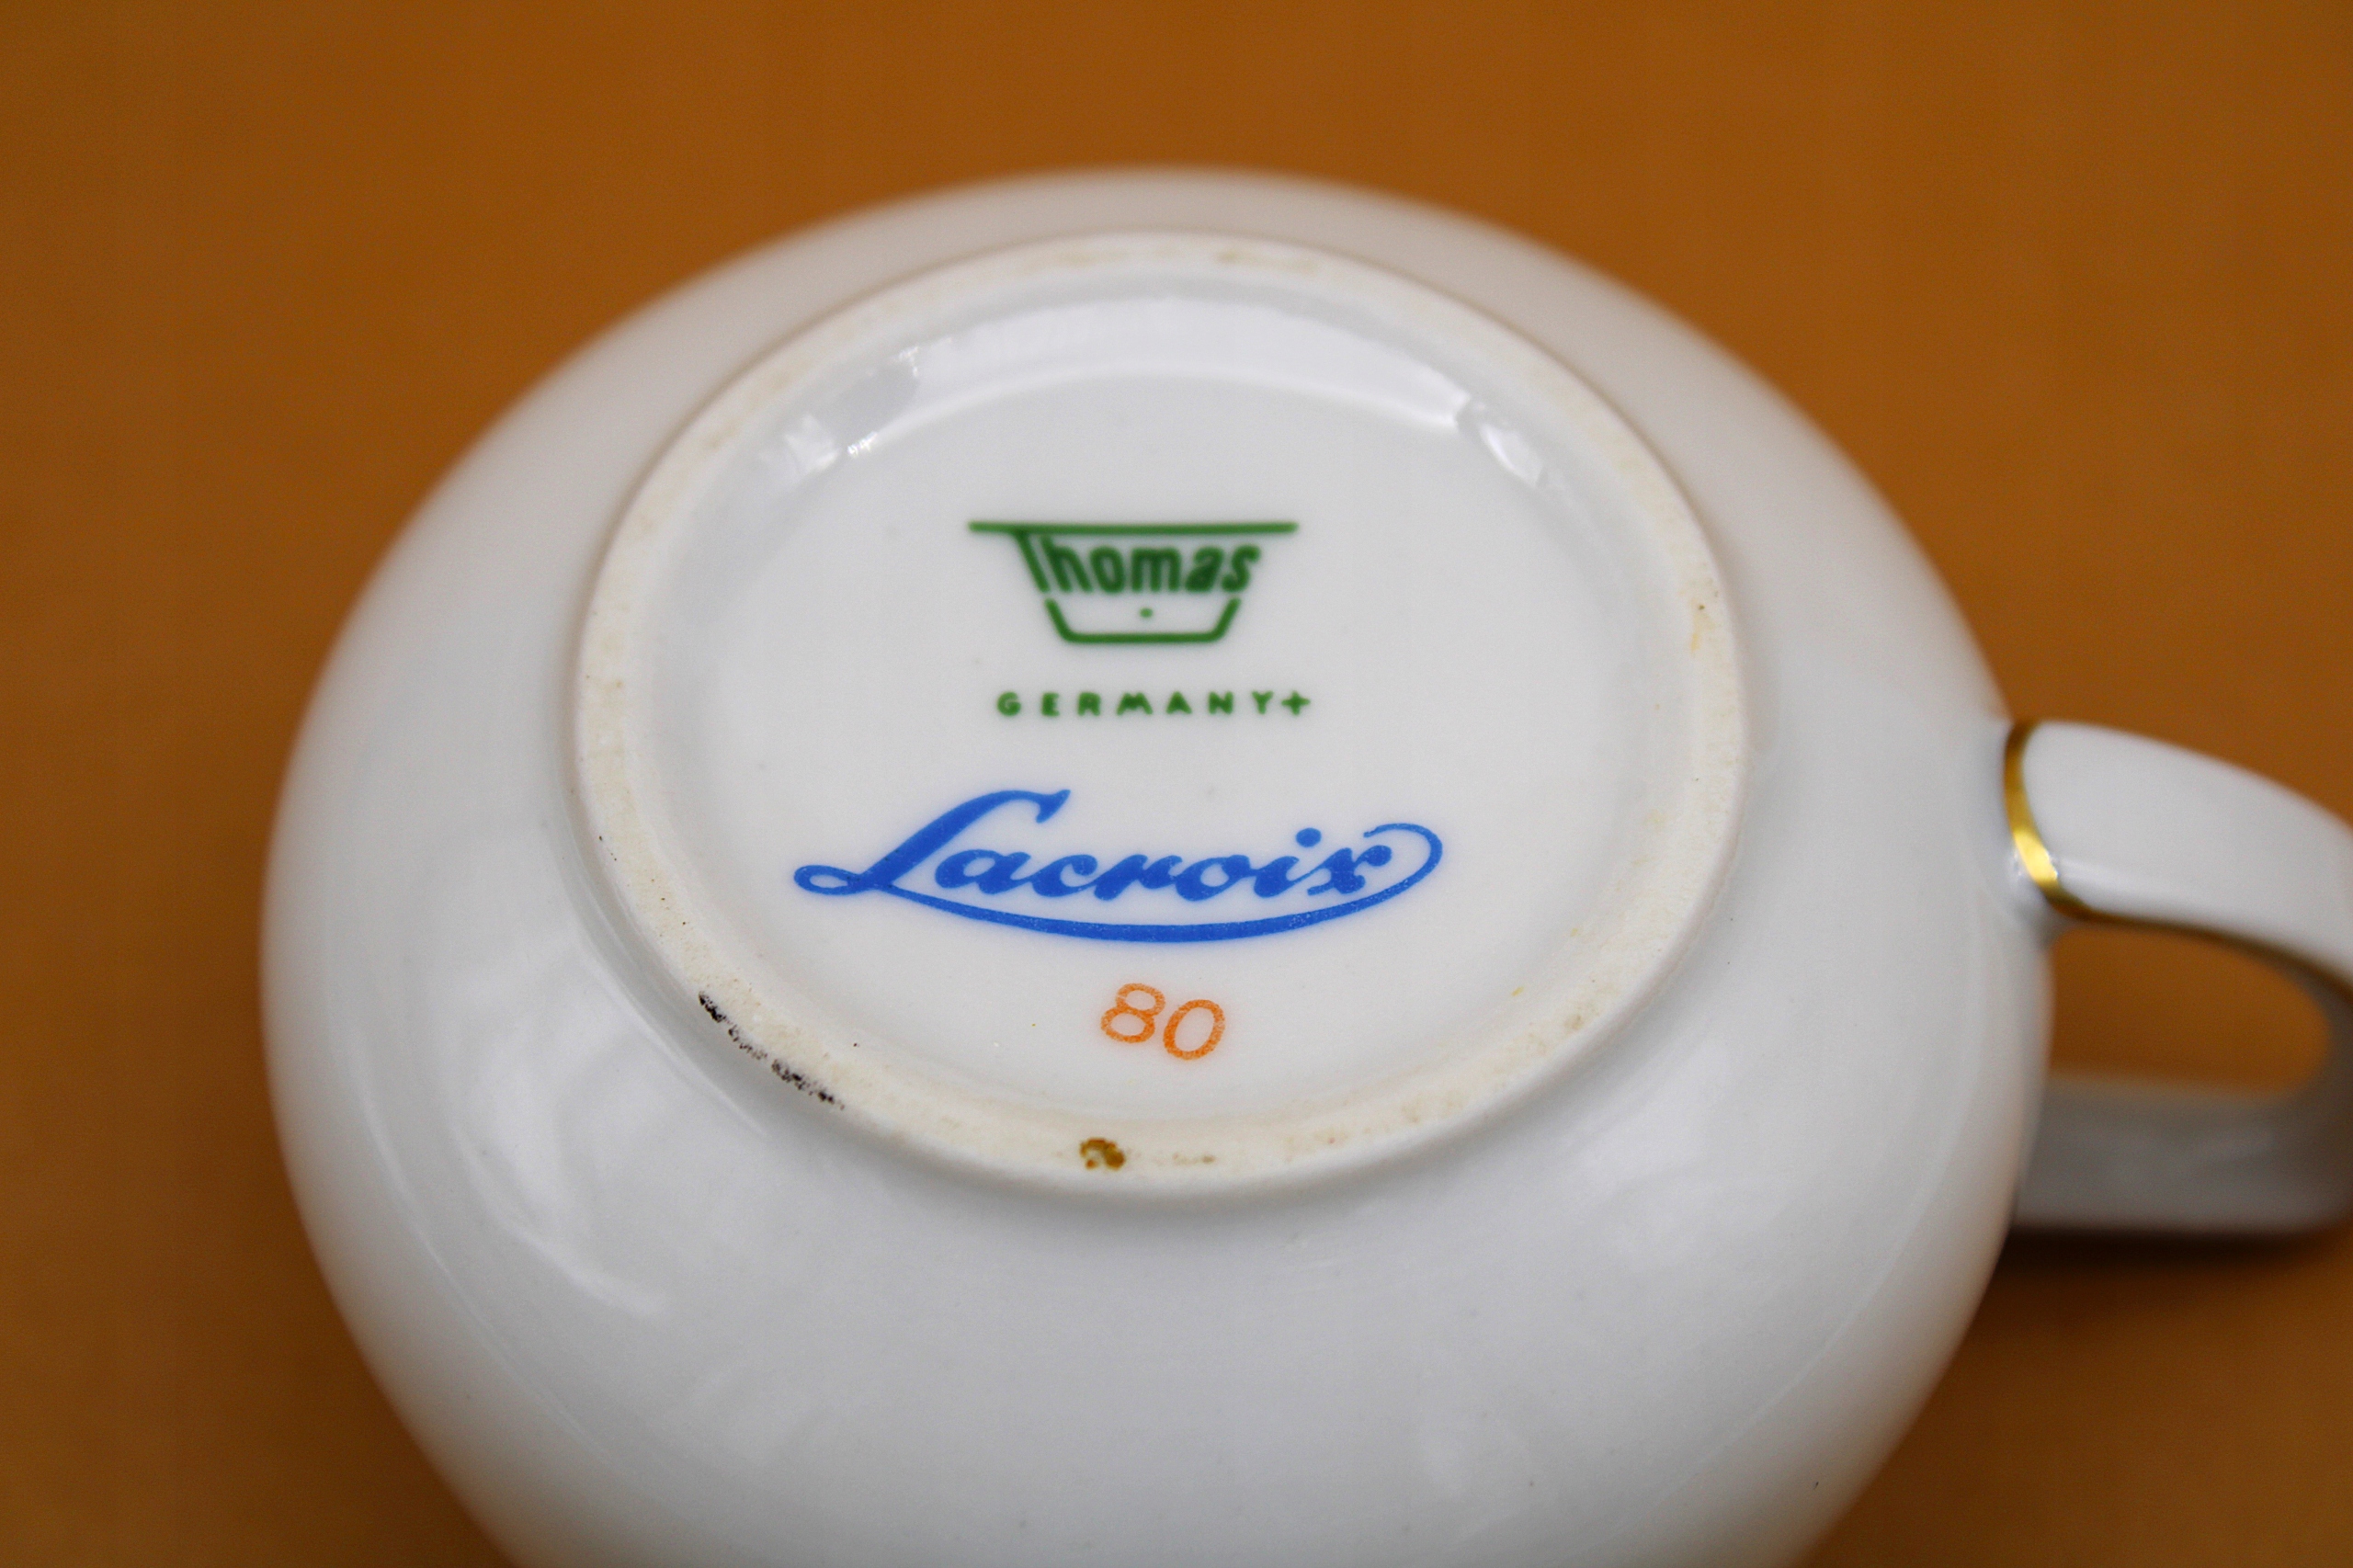 Thomas
GERMANY+
Lacroix
80